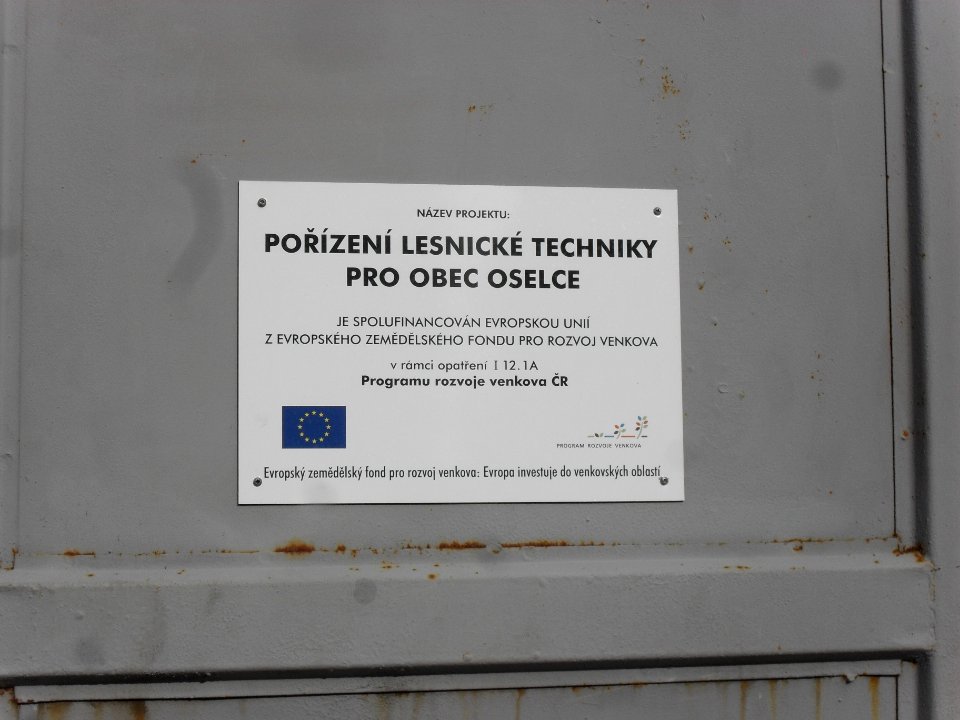 NÁZEV PROJEKTU:
POŘÍZENÍ LESNICKÉ TECHNIKY
PRO OBEC OSELCE
JE SPOLUFINANCOVÁN EVROPSKOU UNIÍ
Z EVROPSKÉHO ZEMĚDĚLSKÉHO FONDU PRO ROZVOJ VENKOVA
v rámci opatření I 12.1A
Programu rozvoje venkova ČR
PROGRAM ROZVOJE VENKOVA
Evropský zemědělský fond pro rozvoj venkova: Evropa investuje do venkovských oblastí